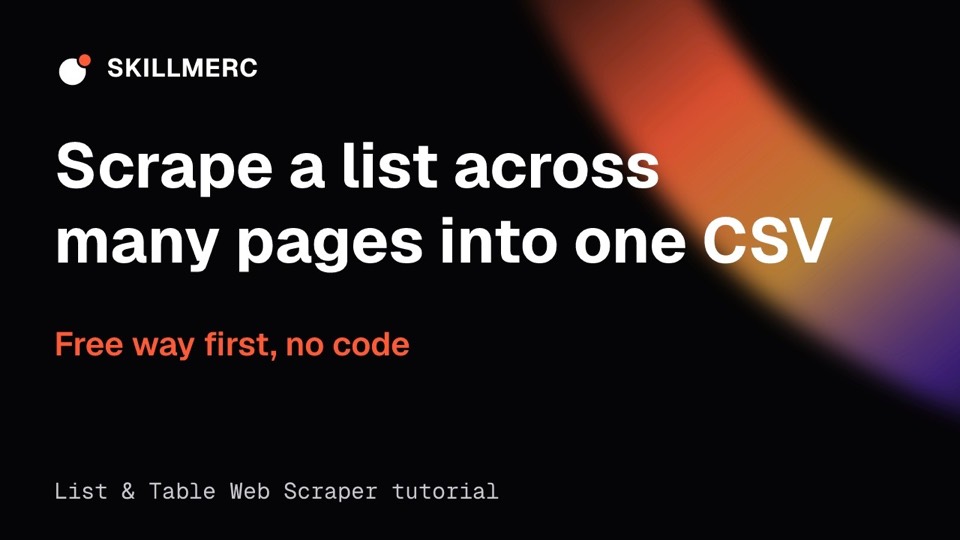 SKILLMERC
Scrape a list across
many pages into one CSV
Free way first, no code
List & Table Web Scraper tutorial